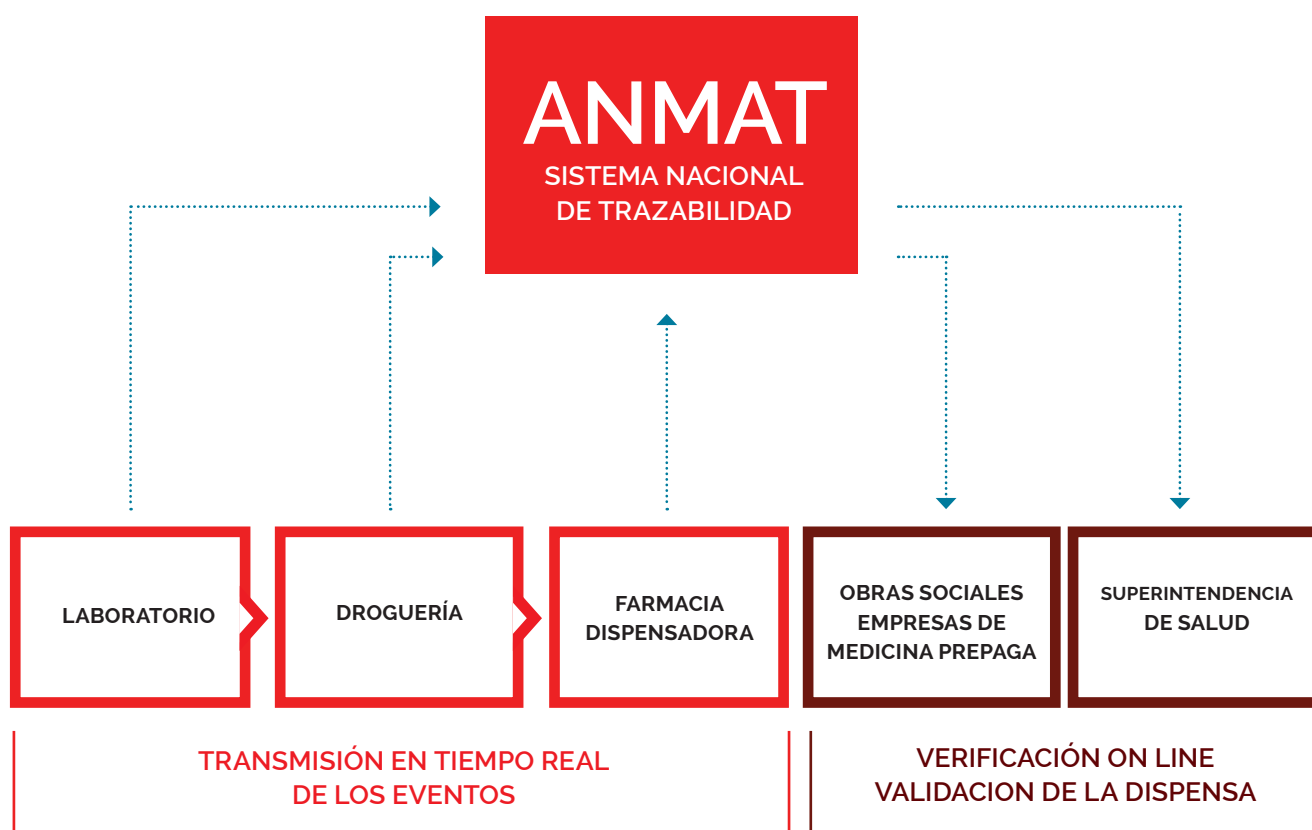 ANMAT
SISTEMA NACIONAL
DE TRAZABILIDAD
LABORATORIO
DROGUERÍA
FARMACIA
DISPENSADORA
OBRAS SOCIALES
EMPRESAS DE
MEDICINA PREPAGA
SUPERINTENDENCIA
DE SALUD
TRANSMISIÓN EN TIEMPO REAL
DE LOS EVENTOS
VERIFICACIÓN ON LINE
VALIDACION DE LA DISPENSA